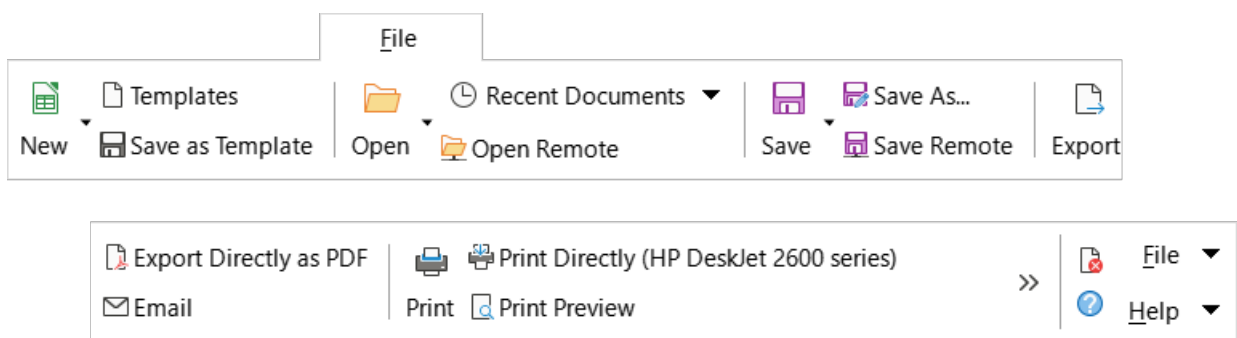 File
Templates Recent Documents Save As...
New Save as Template Open Open Remote Save Save Remote Export
Export Directly as PDF Print Directly (HP DeskJet 2600 series) File
Email Print Print Preview Help